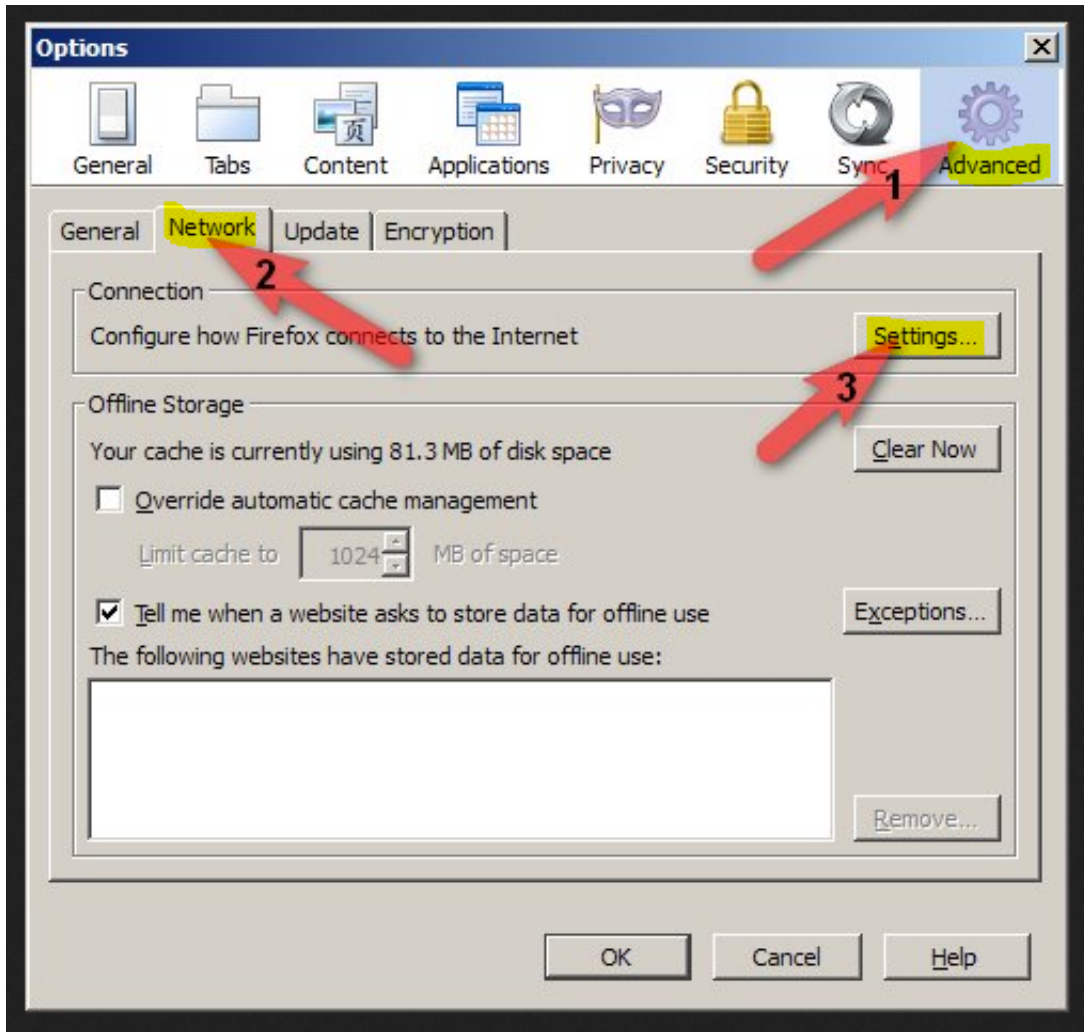 Options
General Tabs Content Applications Privacy Security Sync Advanced
页
1
General Network Update Encryption
2
Connection
Configure how Firefox connects to the Internet Settings...
3
Offline Storage
Your cache is currently using 81.3 MB of disk space Clear Now
Override automatic cache management
Limit cache to 1024 MB of space
Tell me when a website asks to store data for offline use Exceptions...
The following websites have stored data for offline use:
Remove...
OK Cancel Help